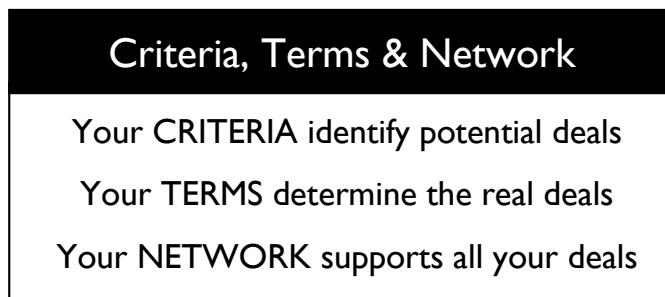 Criteria, Terms & Network
Your CRITERIA identify potential deals
Your TERMS determine the real deals
Your NETWORK supports all your deals